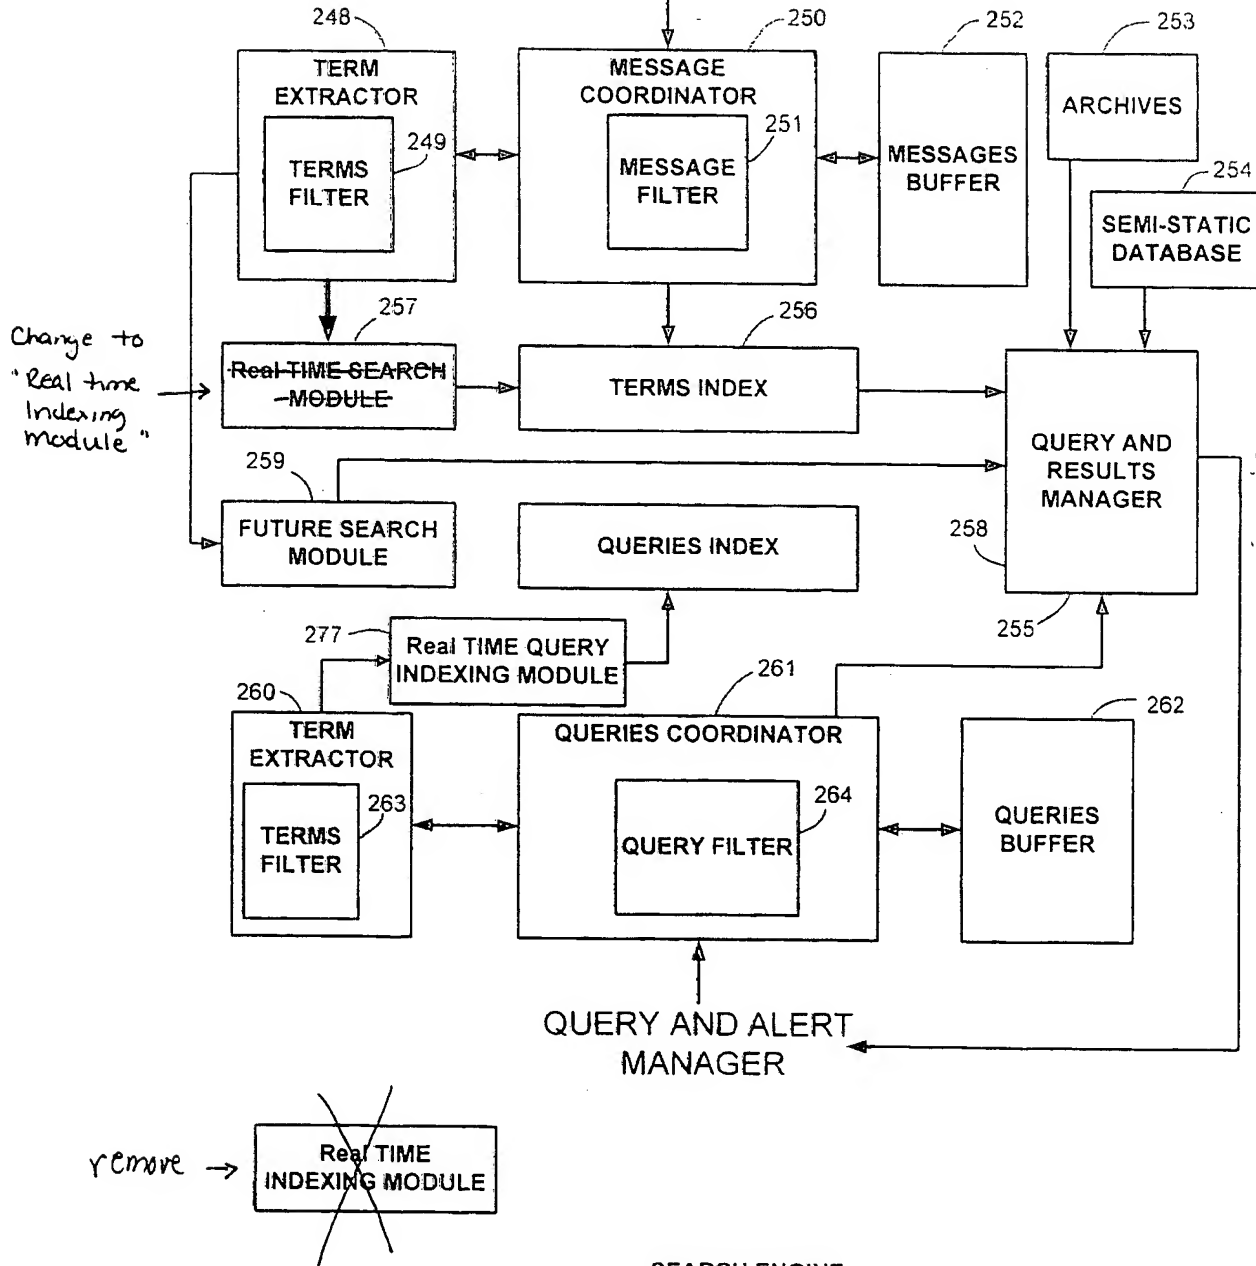 248
250
252
253
TERM
EXTRACTOR
MESSAGE
COORDINATOR
ARCHIVES
249
251
TERMS
FILTER
MESSAGE
FILTER
MESSAGES
BUFFER
254
SEMI-STATIC
DATABASE
257
256
Change to
"Real time
Indexing
Module"
Real TIME SEARCH
MODULE
TERMS INDEX
QUERY AND
RESULTS
MANAGER
259
FUTURE SEARCH
MODULE
QUERIES INDEX
258
255
277
Real TIME QUERY
INDEXING MODULE
260
261
262
TERM
EXTRACTOR
QUERIES COORDINATOR
263
264
TERMS
FILTER
QUERY FILTER
QUERIES
BUFFER
QUERY AND ALERT
MANAGER
remove
Real TIME
INDEXING MODULE
SEARCH ENGINE